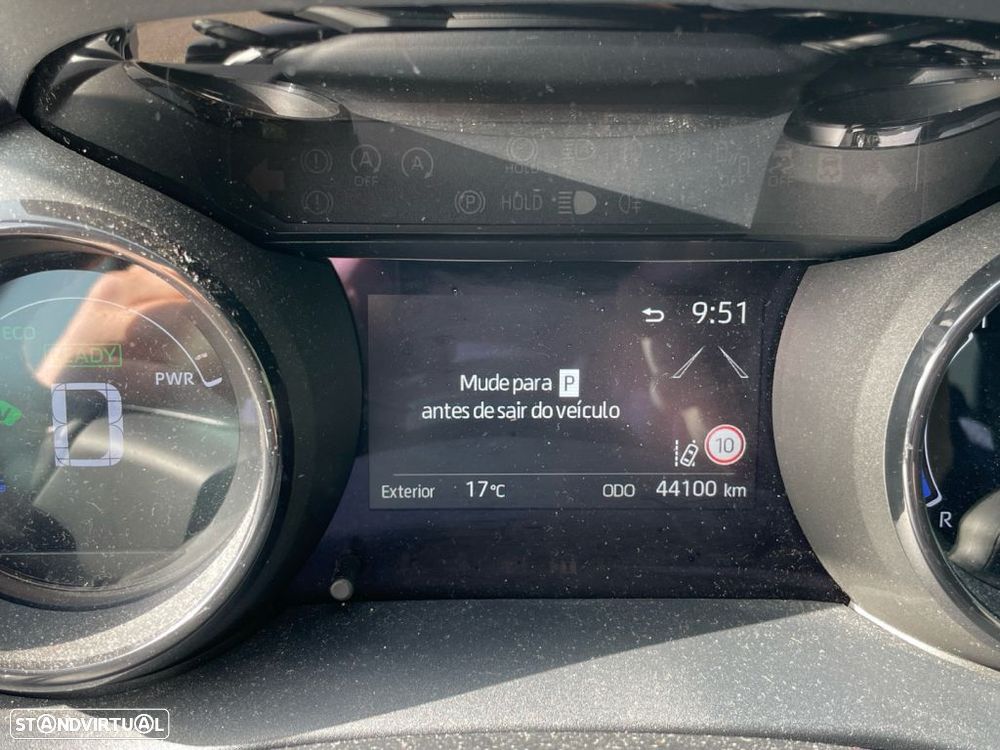 A
OFF
A
HOLD
OFF
P
HOLD
9:51
ECO
READY
PWR
Mude para P
antes de sair do veículo
0
10
Exterior 17°C ODO 44100 km
R
STANDVIRTUAL